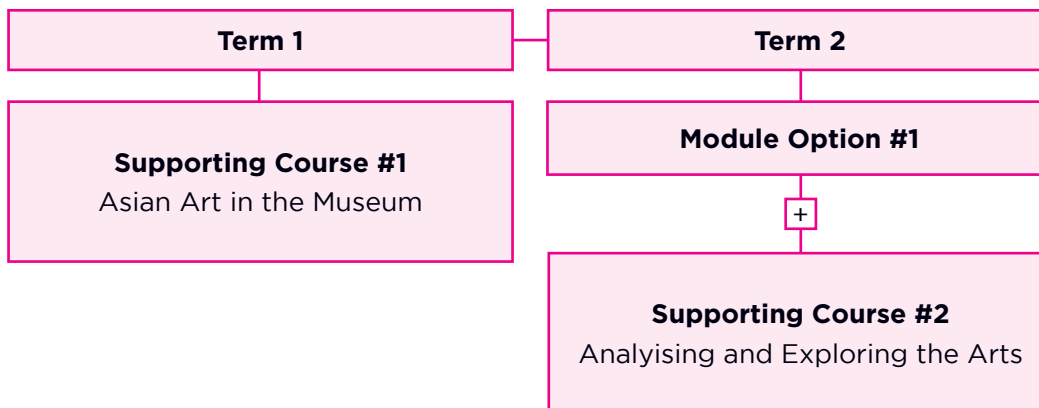 Term 1
Supporting Course #1
Asian Art in the Museum
Term 2
Module Option #1
+
Supporting Course #2
Analyising and Exploring the Arts